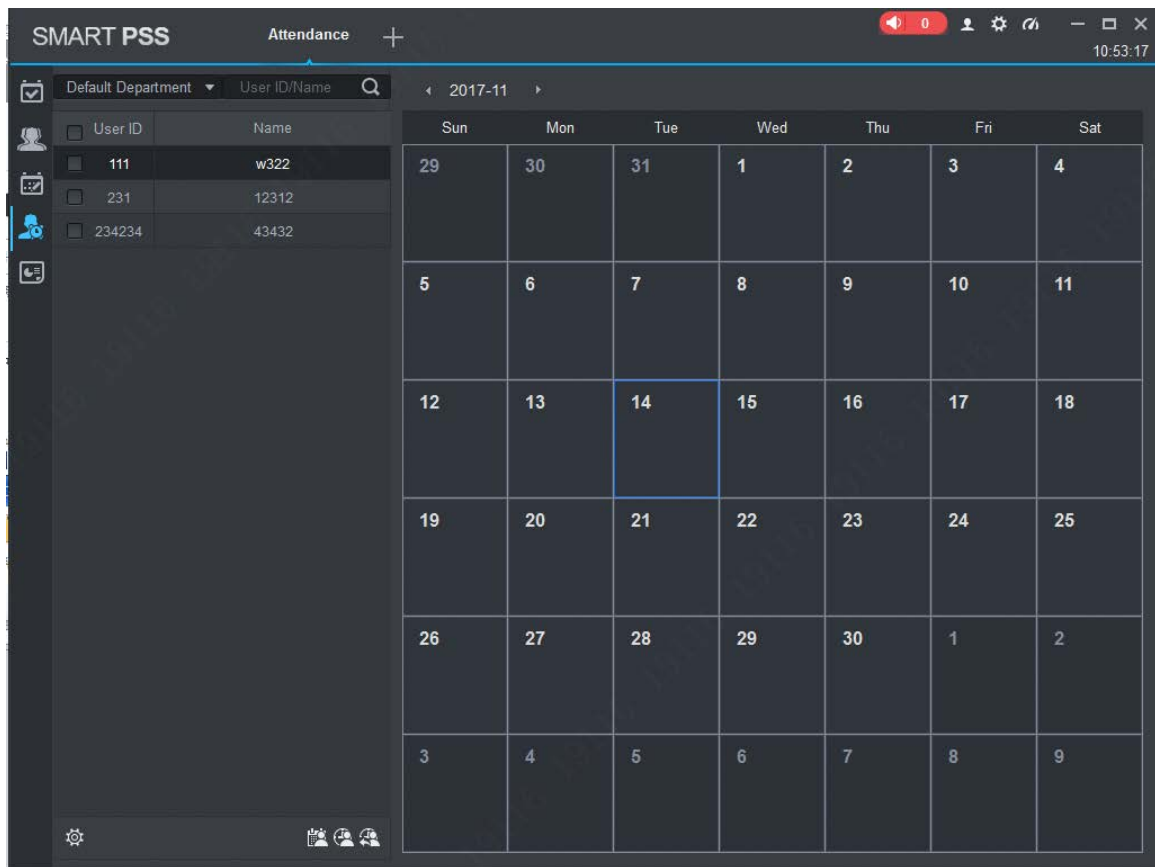 SMART PSS Attendance 0
10:53:17
Default Department User ID/Name 2017-11
User ID Name Sun Mon Tue Wed Thu Fri Sat
111 w322 29 30 31 1 2 3 4
231 12312
234234 43432
5 6 7 8 9 10 11
12 13 14 15 16 17 18
19 20 21 22 23 24 25
26 27 28 29 30 1 2
3 4 5 6 7 8 9